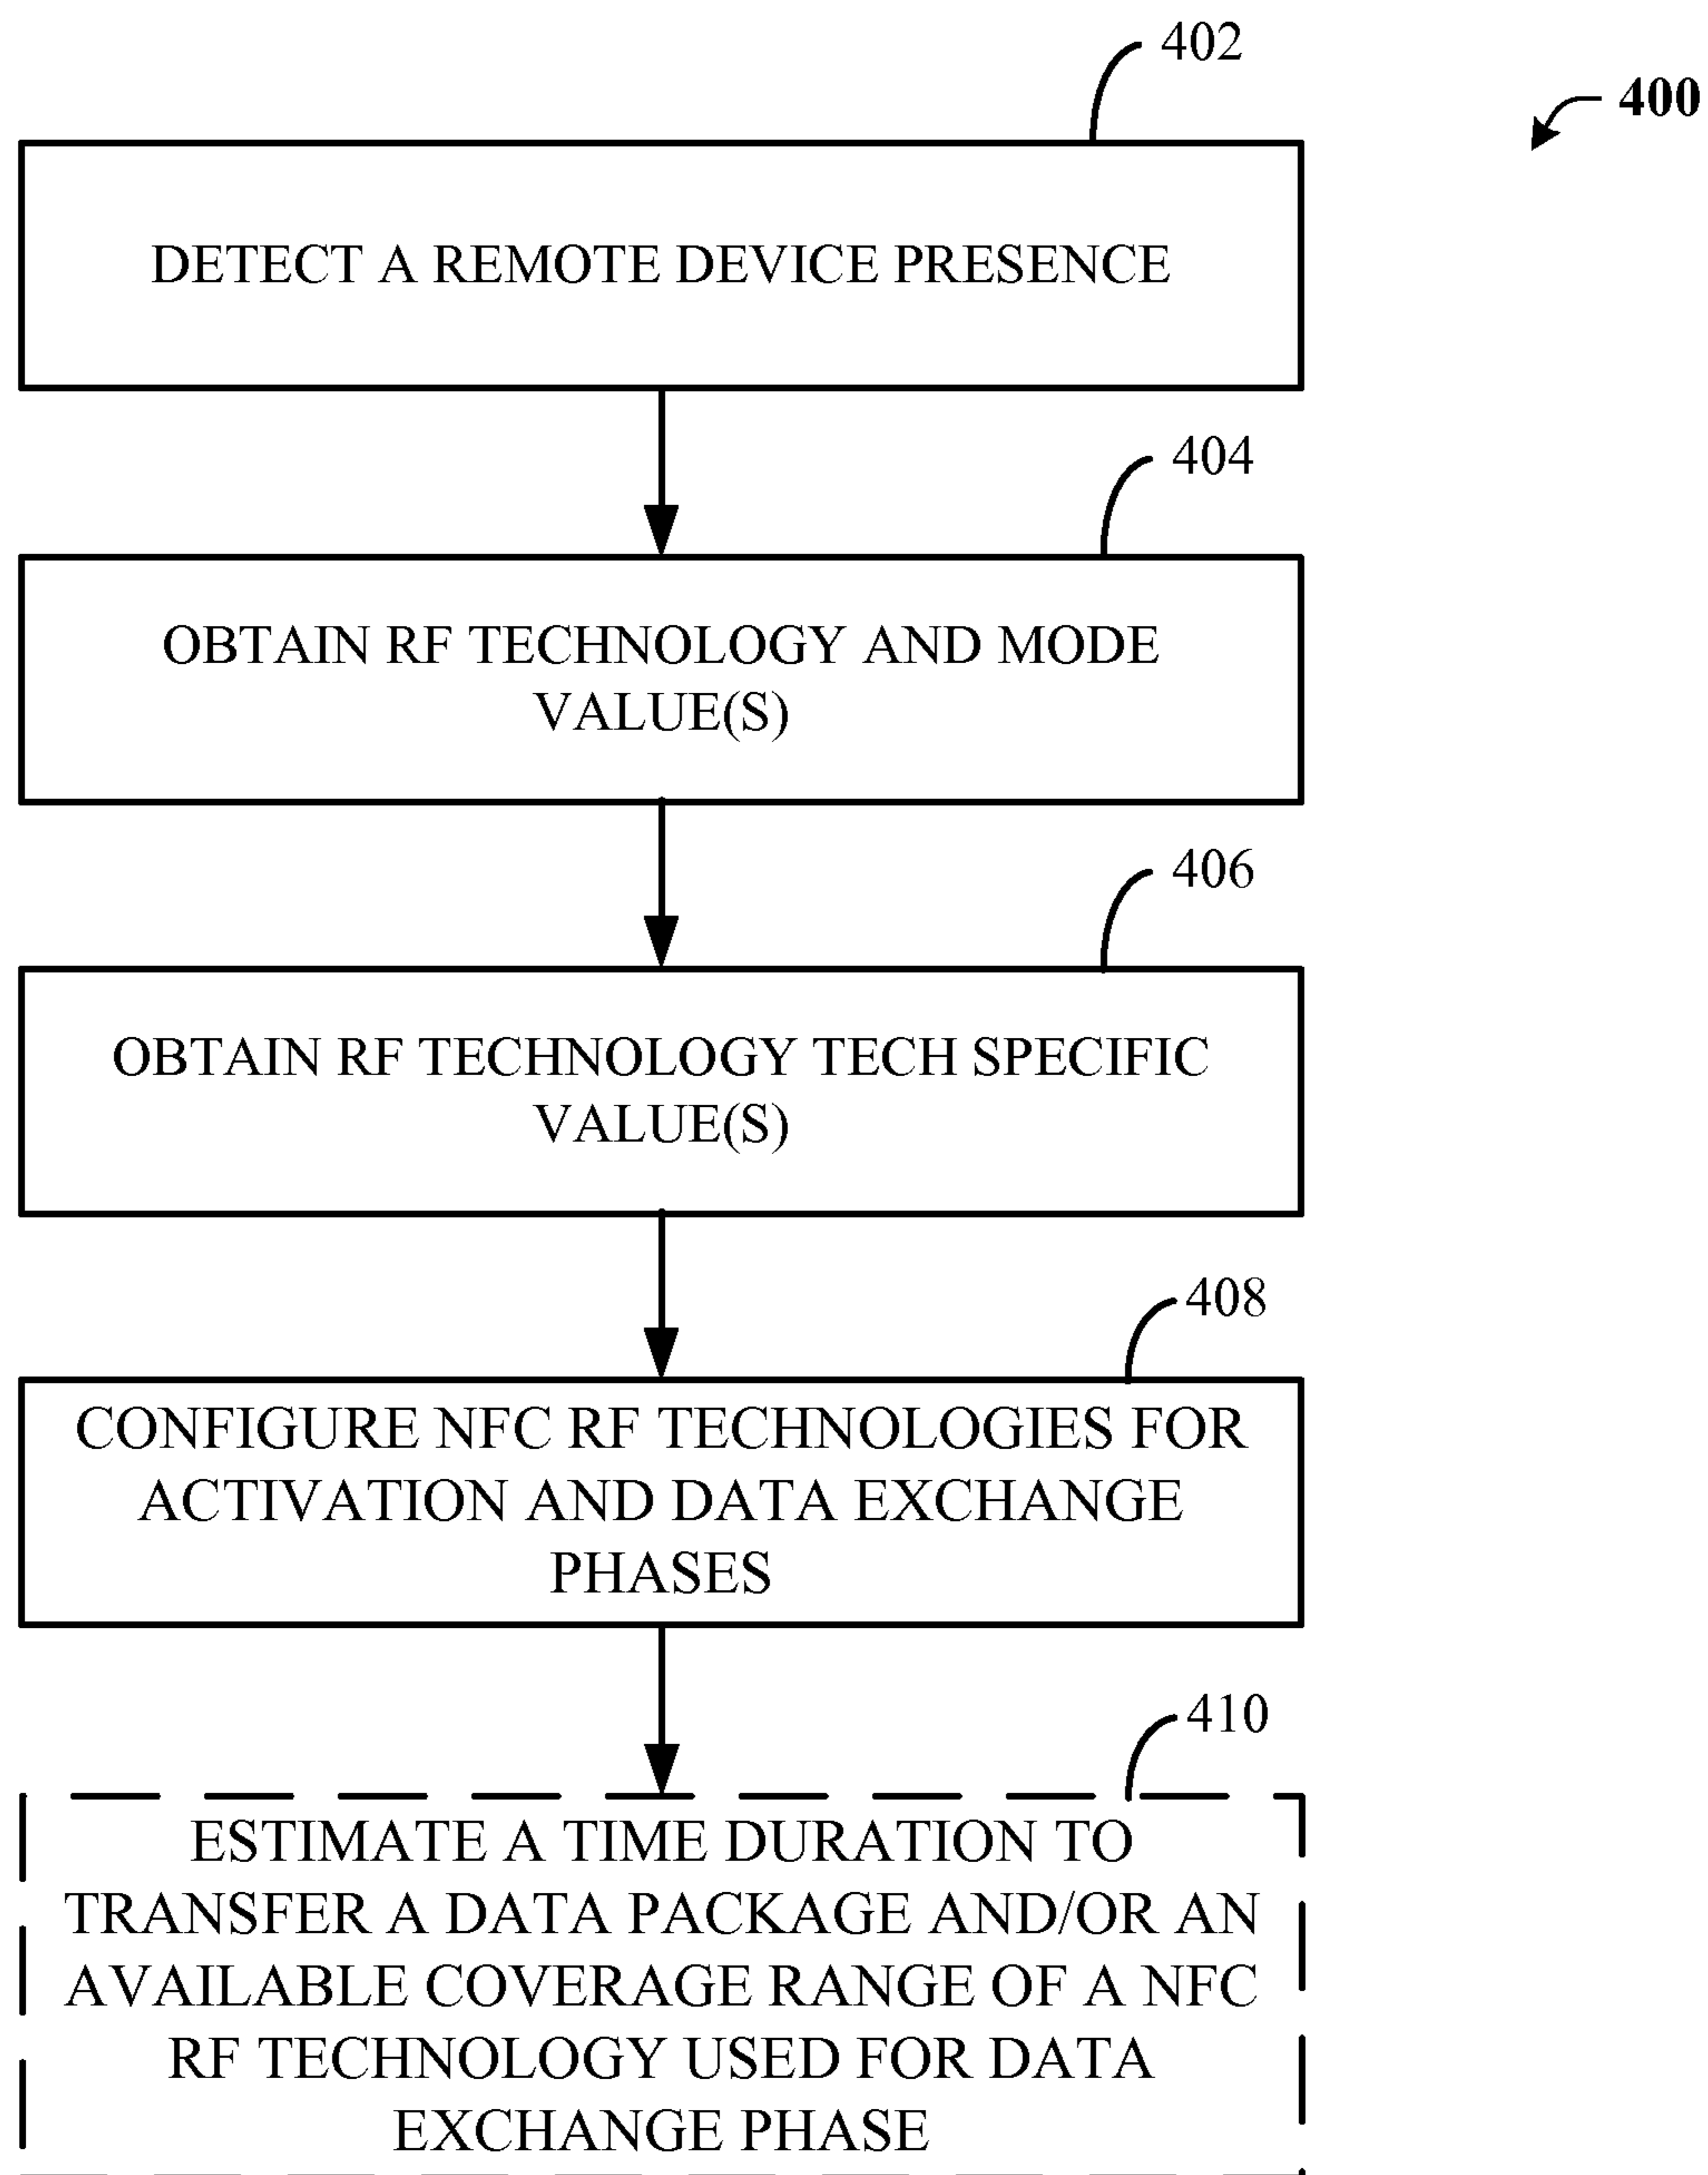 402
400
DETECT A REMOTE DEVICE PRESENCE
404
OBTAIN RF TECHNOLOGY AND MODE
VALUE(S)
406
OBTAIN RF TECHNOLOGY TECH SPECIFIC
VALUE(S)
408
CONFIGURE NFC RF TECHNOLOGIES FOR
ACTIVATION AND DATA EXCHANGE
PHASES
410
ESTIMATE A TIME DURATION TO
TRANSFER A DATA PACKAGE AND/OR AN
AVAILABLE COVERAGE RANGE OF A NFC
RF TECHNOLOGY USED FOR DATA
EXCHANGE PHASE